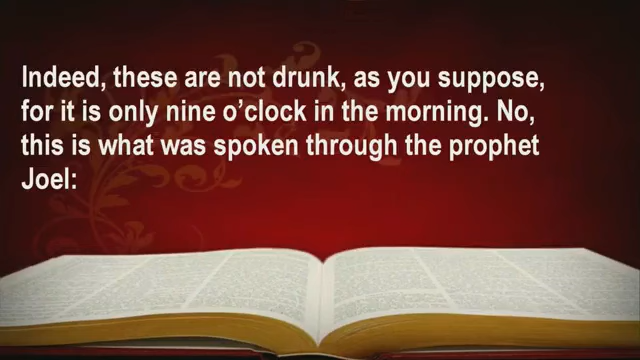 Indeed, these are not drunk, as you suppose,
for it is only nine o’clock in the morning. No,
this is what was spoken through the prophet
Joel: